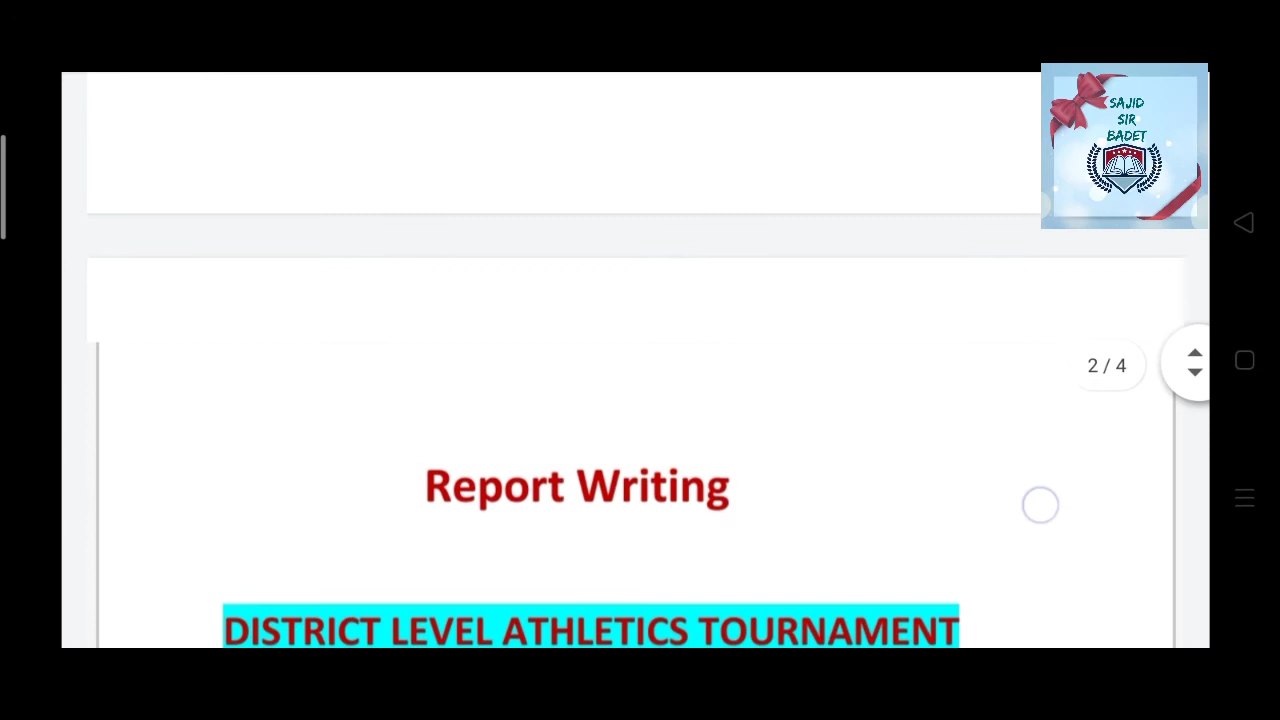 SAJID
SIR
BADET
2 / 4
Report Writing
DISTRICT LEVEL ATHLETICS TOURNAMENT